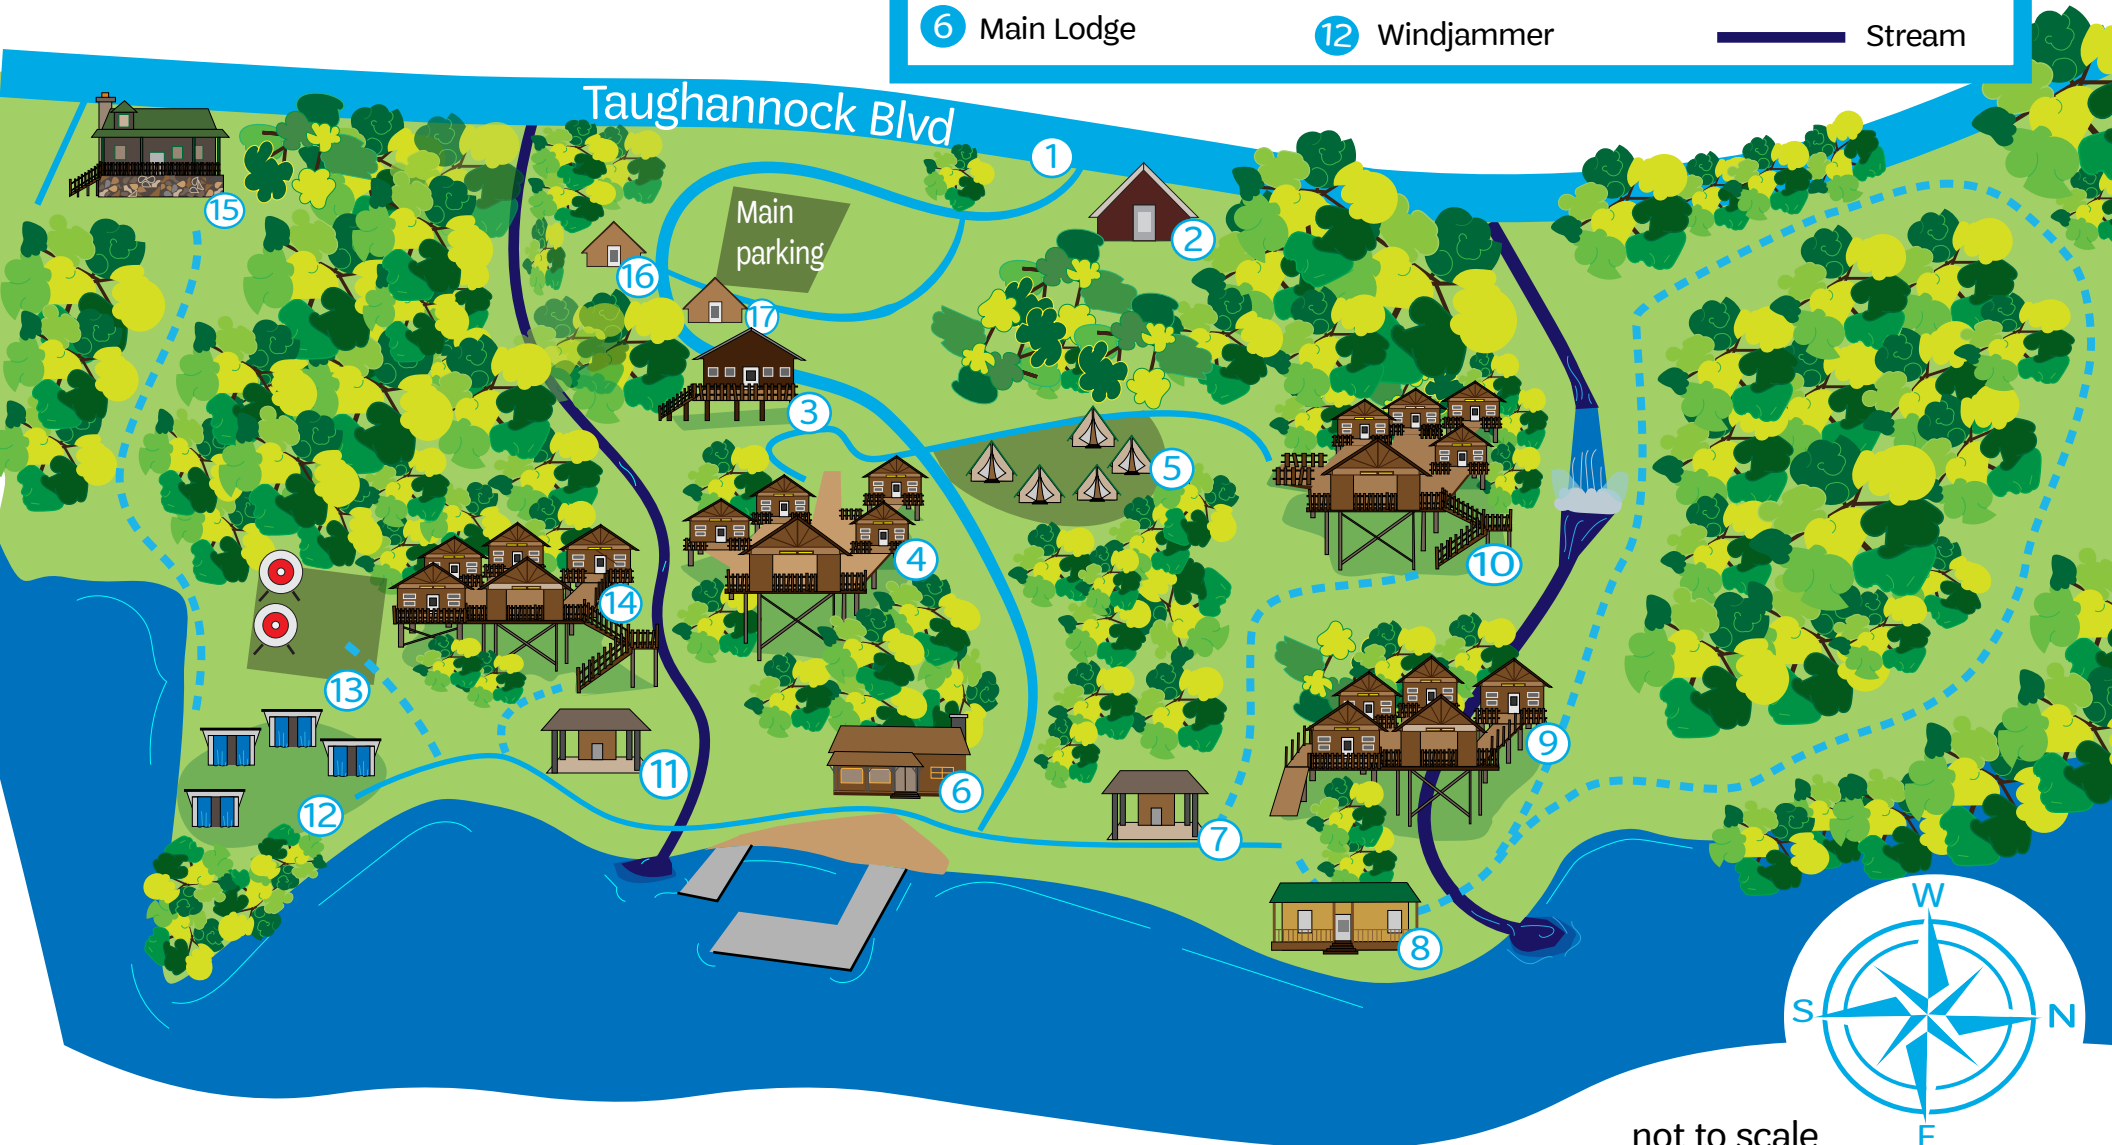 6 Main Lodge
12 Windjammer
Stream
Taughannock Blvd
1
15
Main
parking
2
16
17
3
5
4
10
14
13
9
11
6
12
7
8
W
S
N
E
not to scale